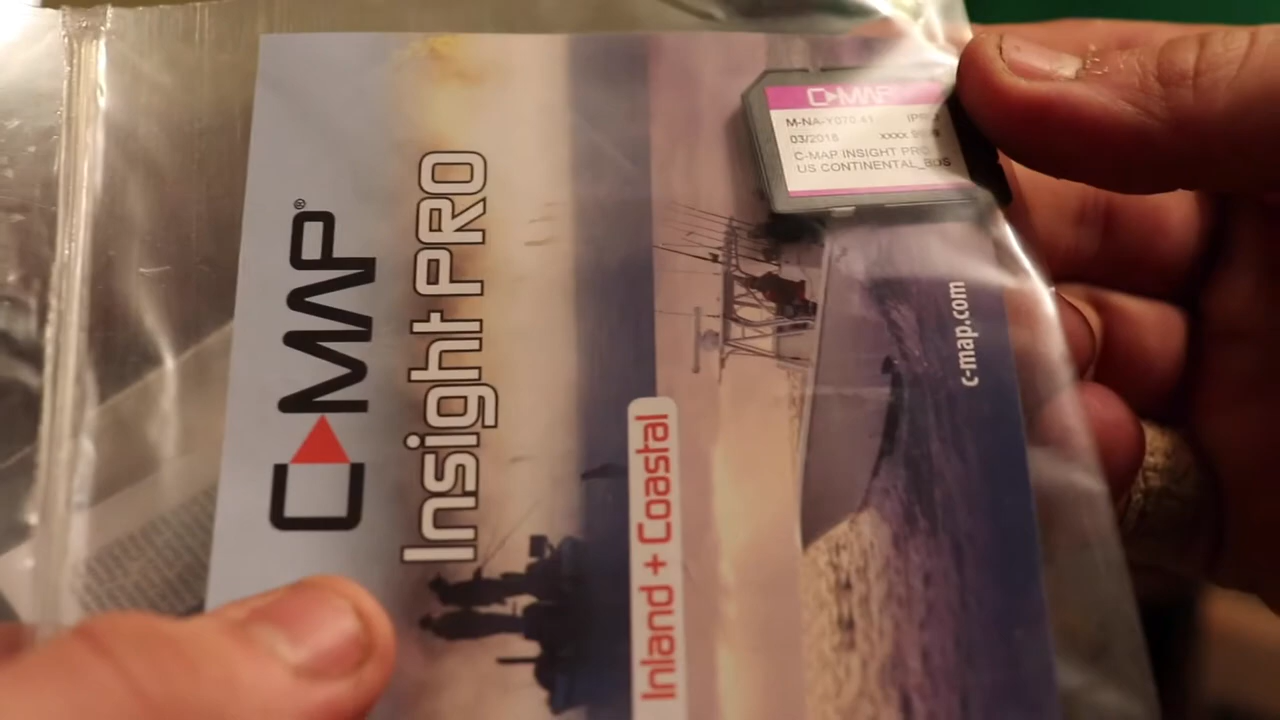 C-MAP®
Insight PRO
Inland + Coastal
c-map.com
C-MAP
M-NA-Y070.41
03/2018 xxxx
C-MAP INSIGHT PRO
US CONTINENTAL_BDS